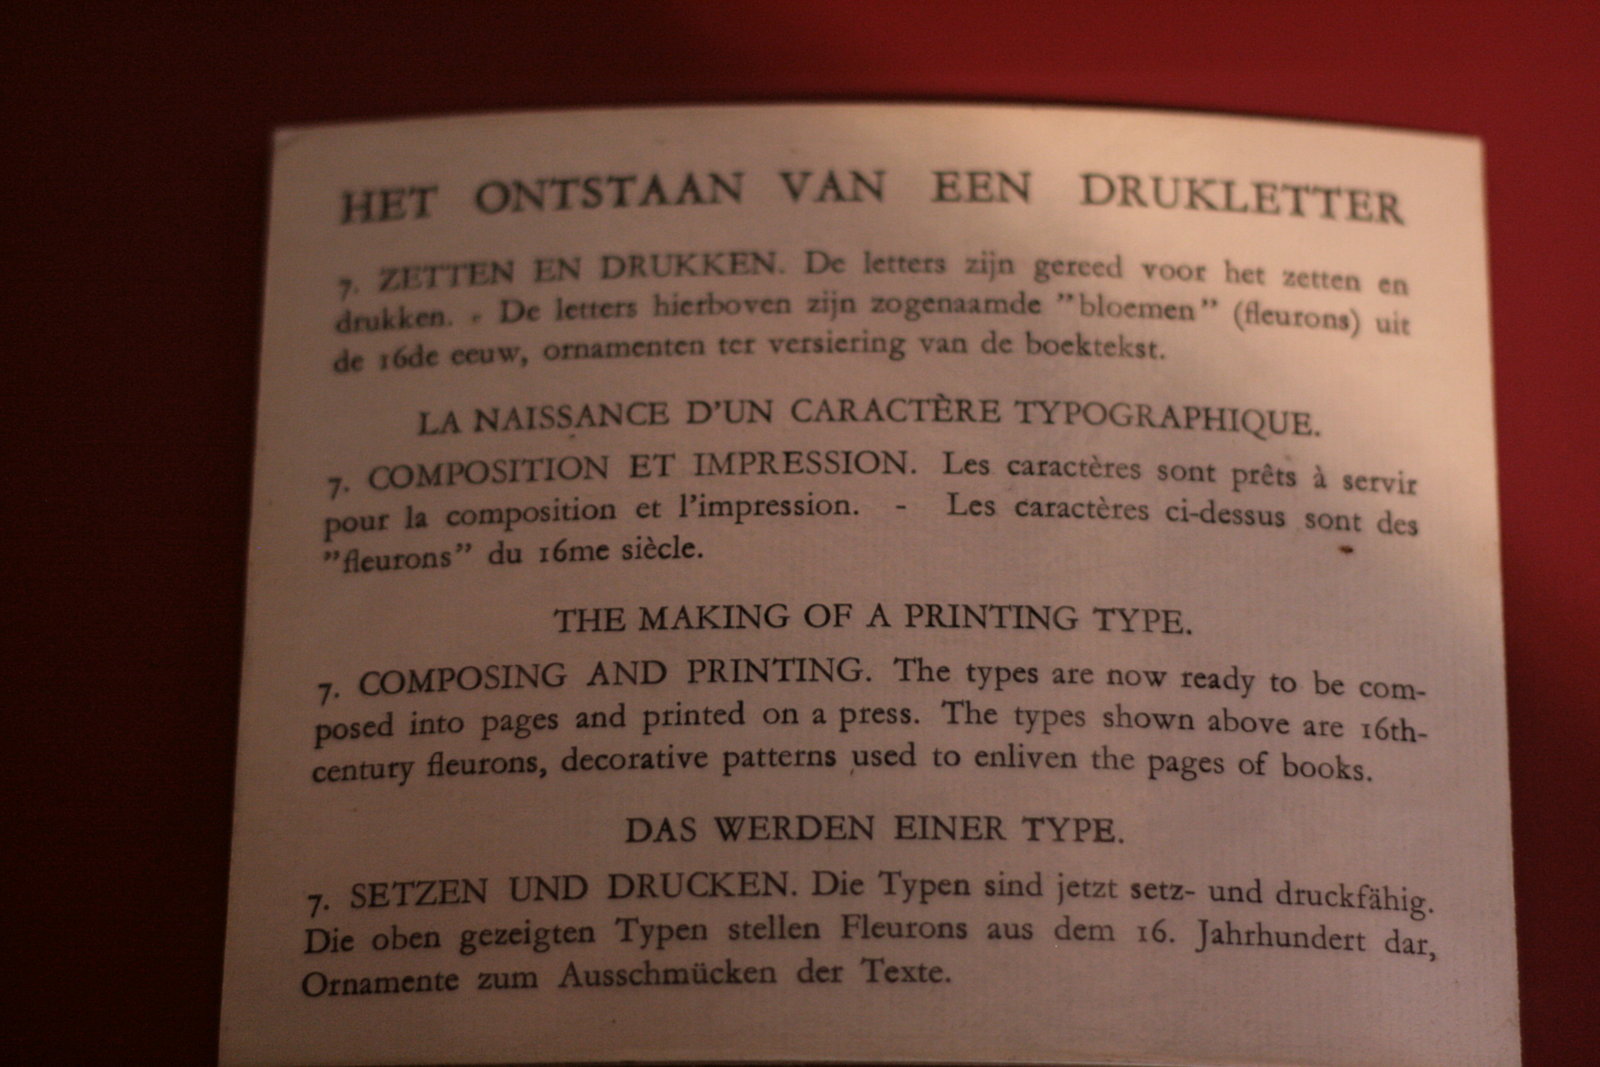 HET ONTSTAAN VAN EEN DRUKLETTER
7. ZETTEN EN DRUKKEN. De letters zijn gereed voor het zetten en
drukken. - De letters hierboven zijn zogenaamde "bloemen" (fleurons) uit
de 16de eeuw, ornamenten ter versiering van de boektekst.
LA NAISSANCE D'UN CARACTÈRE TYPOGRAPHIQUE.
7. COMPOSITION ET IMPRESSION. Les caractères sont prêts à servir
pour la composition et l'impression. - Les caractères ci-dessus sont des
"fleurons" du 16me siècle.
THE MAKING OF A PRINTING TYPE.
7. COMPOSING AND PRINTING. The types are now ready to be com-
posed into pages and printed on a press. The types shown above are 16th-
century fleurons, decorative patterns used to enliven the pages of books.
DAS WERDEN EINER TYPE.
7. SETZEN UND DRUCKEN. Die Typen sind jetzt setz- und druckfähig.
Die oben gezeigten Typen stellen Fleurons aus dem 16. Jahrhundert dar,
Ornamente zum Ausschmücken der Texte.